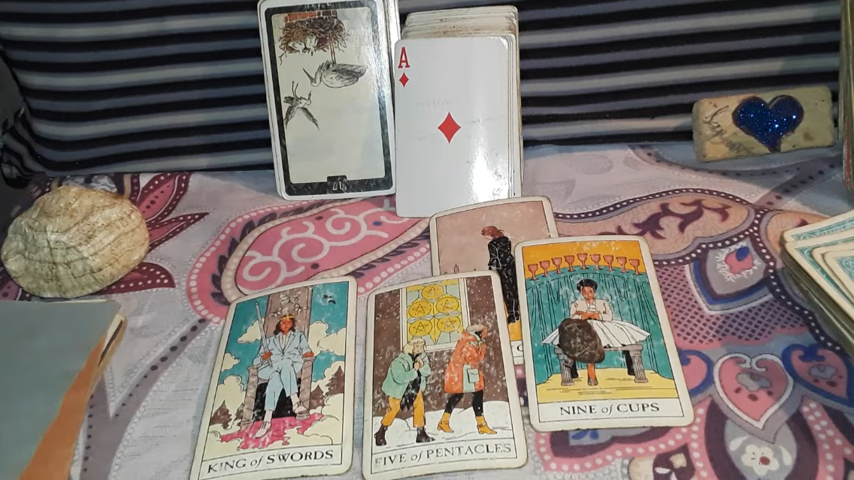 A
NINE of CUPS
FIVE of PENTACLES
KING of SWORDS